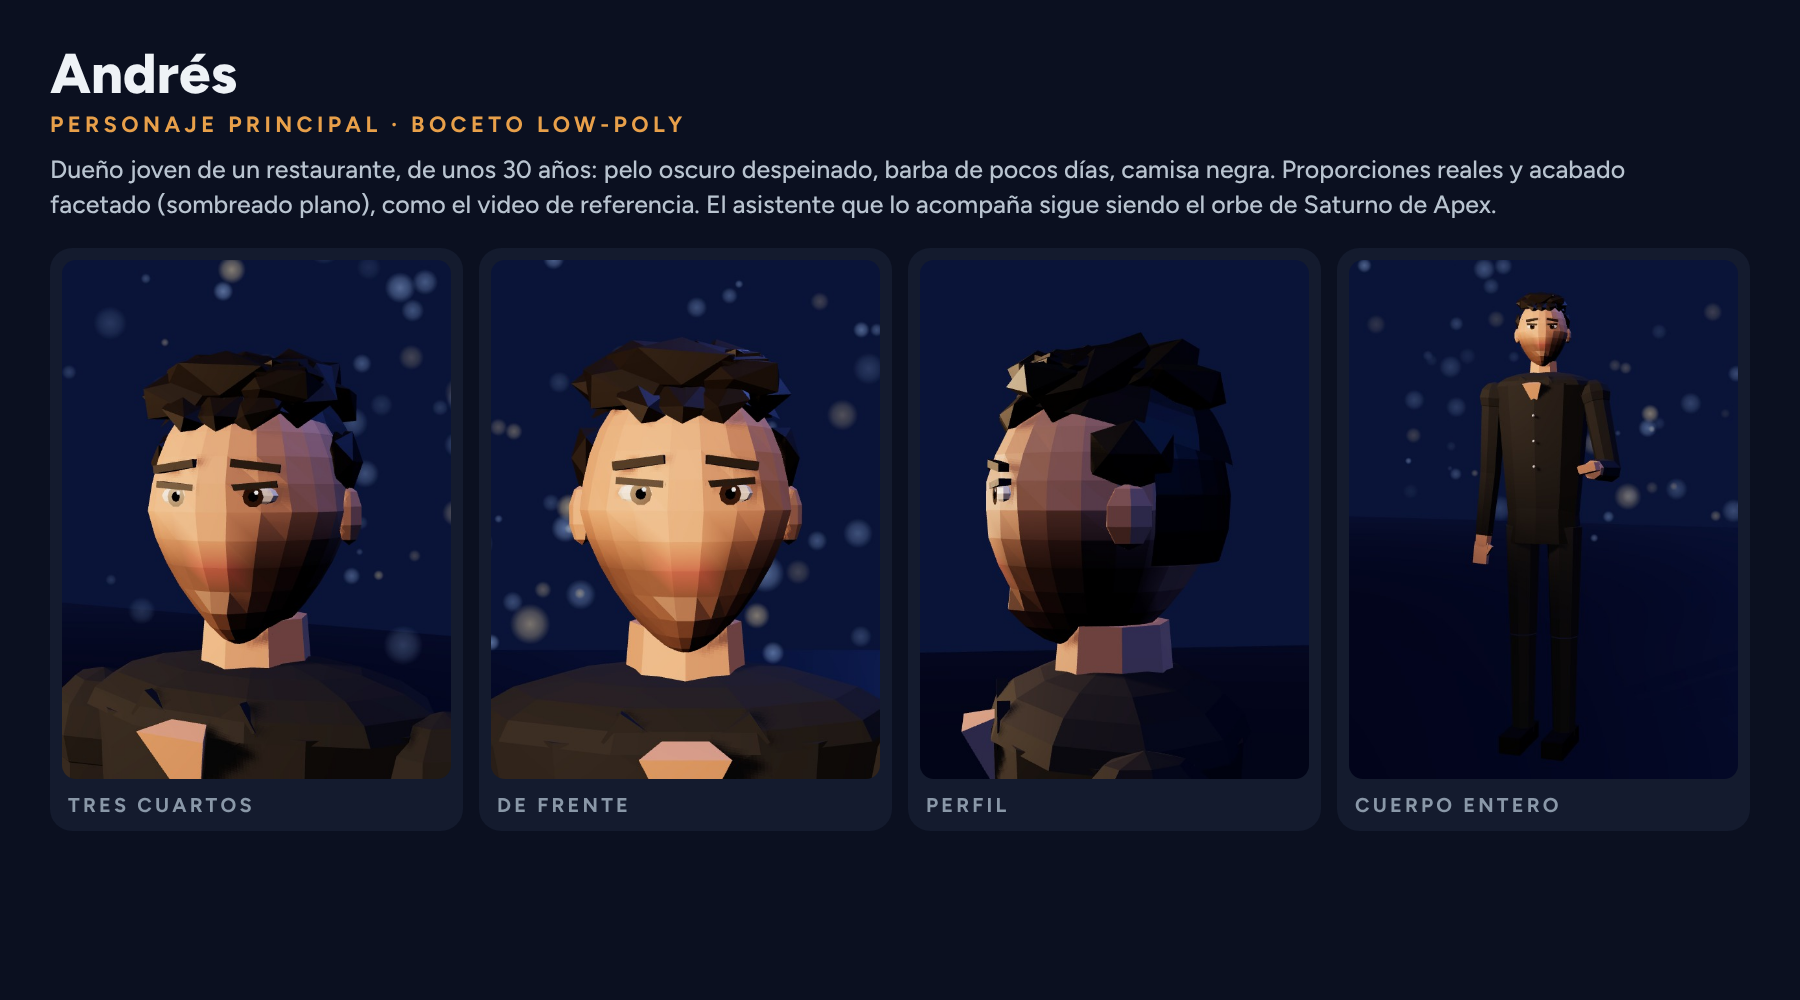 Andrés
PERSONAJE PRINCIPAL · BOCETO LOW-POLY
Dueño joven de un restaurante, de unos 30 años: pelo oscuro despeinado, barba de pocos días, camisa negra. Proporciones reales y acabado
facetado (sombreado plano), como el video de referencia. El asistente que lo acompaña sigue siendo el orbe de Saturno de Apex.
TRES CUARTOS
DE FRENTE
PERFIL
CUERPO ENTERO